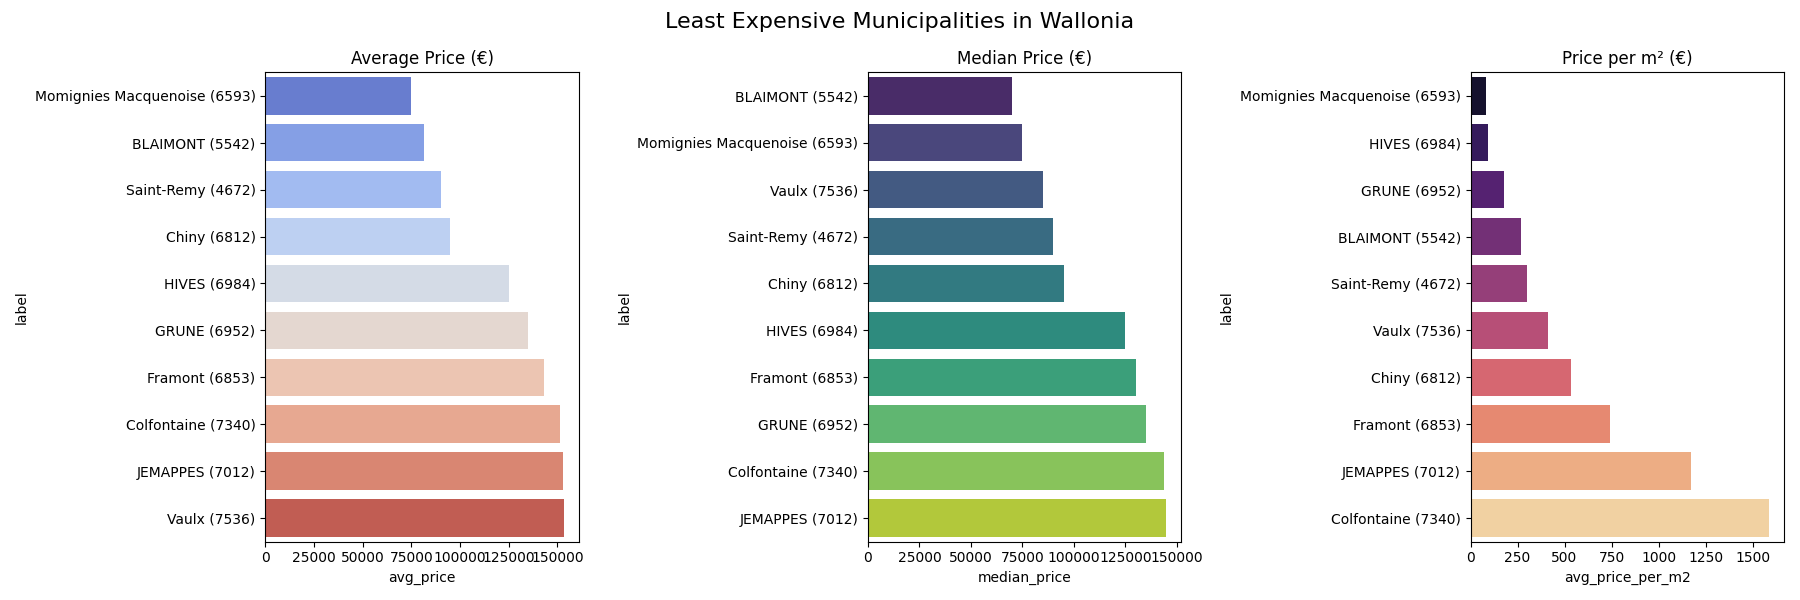 Least Expensive Municipalities in Wallonia
Average Price (€)
Momignies Macquenoise (6593)
BLAIMONT (5542)
Saint-Remy (4672)
Chiny (6812)
HIVES (6984)
GRUNE (6952)
Framont (6853)
Colfontaine (7340)
JEMAPPES (7012)
Vaulx (7536)
label
0 25000 50000 75000 100000 125000 150000
avg_price
Median Price (€)
BLAIMONT (5542)
Momignies Macquenoise (6593)
Vaulx (7536)
Saint-Remy (4672)
Chiny (6812)
HIVES (6984)
Framont (6853)
GRUNE (6952)
Colfontaine (7340)
JEMAPPES (7012)
label
0 25000 50000 75000 100000 125000 150000
median_price
Price per m² (€)
Momignies Macquenoise (6593)
HIVES (6984)
GRUNE (6952)
BLAIMONT (5542)
Saint-Remy (4672)
Vaulx (7536)
Chiny (6812)
Framont (6853)
JEMAPPES (7012)
Colfontaine (7340)
label
0 250 500 750 1000 1250 1500
avg_price_per_m2